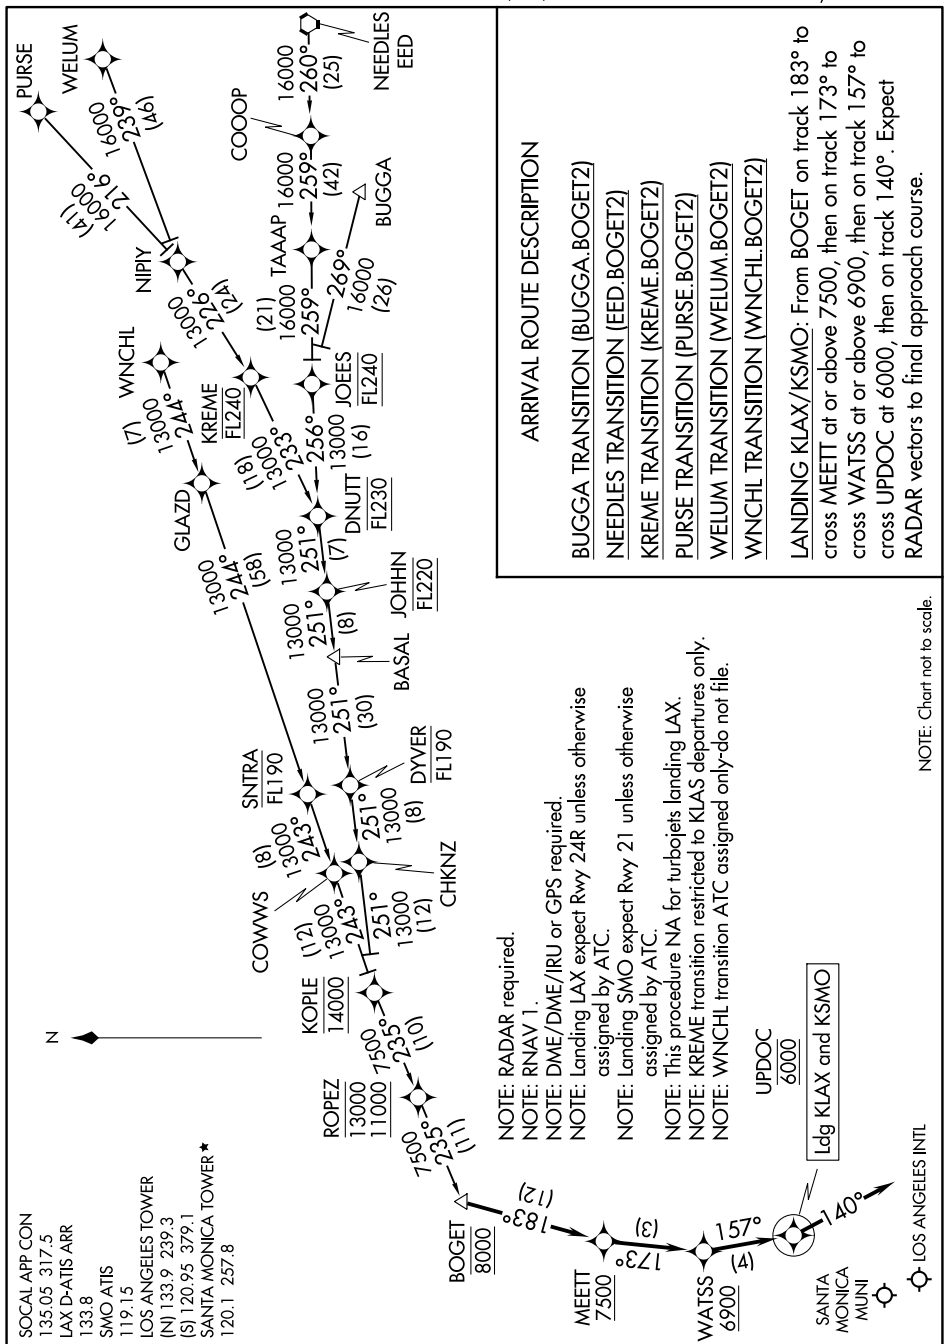 SOCAL APP CON
135.05 317.5
LAX D-ATIS ARR
133.8
SMO ATIS
119.15
LOS ANGELES TOWER
(N) 133.9 239.3
(S) 120.95 379.1
SANTA MONICA TOWER★
120.1 257.8
N
PURSE
16000
216°
(41)
WELUM
16000
239°
(46)
NIPIY
13000
226°
(24)
WNCHL
(7)
13000
244°
KREME
FL240
(18)
13000
233°
GLAZD
13000
244°
(58)
NEEDLES
EED
16000
260°
(25)
COOOP
16000
259°
(42)
BUGGA
269°
16000
(26)
TAAAP
(21)
16000
259°
JOEES
FL240
256°
13000
(16)
DNUTT
FL230
13000
251°
(7)
JOHHN
FL220
13000
251°
(8)
BASAL
13000
251°
(30)
DYVER
FL190
251°
13000
(8)
SNTRA
FL190
(8)
13000
243°
COWWS
(12)
13000
243°
CHKNZ
251°
13000
(12)
KOPLE
14000
7500
235°
(10)
ROPEZ
13000
11000
7500
235°
(11)
BOGET
8000
183°
(12)
MEETT
7500
173°
(3)
WATSS
6900
157°
(4)
UPDOC
6000
Ldg KLAX and KSMO
140°
SANTA
MONICA
MUNI
LOS ANGELES INTL
NOTE: RADAR required.
NOTE: RNAV 1.
NOTE: DME/DME/IRU or GPS required.
NOTE: Landing LAX expect Rwy 24R unless otherwise
assigned by ATC.
NOTE: Landing SMO expect Rwy 21 unless otherwise
assigned by ATC.
NOTE: This procedure NA for turbojets landing LAX.
NOTE: KREME transition restricted to KLAS departures only.
NOTE: WNCHL transition ATC assigned only-do not file.
ARRIVAL ROUTE DESCRIPTION
BUGGA TRANSITION (BUGGA.BOGET2)
NEEDLES TRANSITION (EED.BOGET2)
KREME TRANSITION (KREME.BOGET2)
PURSE TRANSITION (PURSE.BOGET2)
WELUM TRANSITION (WELUM.BOGET2)
WNCHL TRANSITION (WNCHL.BOGET2)
LANDING KLAX/KSMO: From BOGET on track 183° to
cross MEETT at or above 7500, then on track 173° to
cross WATSS at or above 6900, then on track 157° to
cross UPDOC at 6000, then on track 140°. Expect
RADAR vectors to final approach course.
NOTE: Chart not to scale.